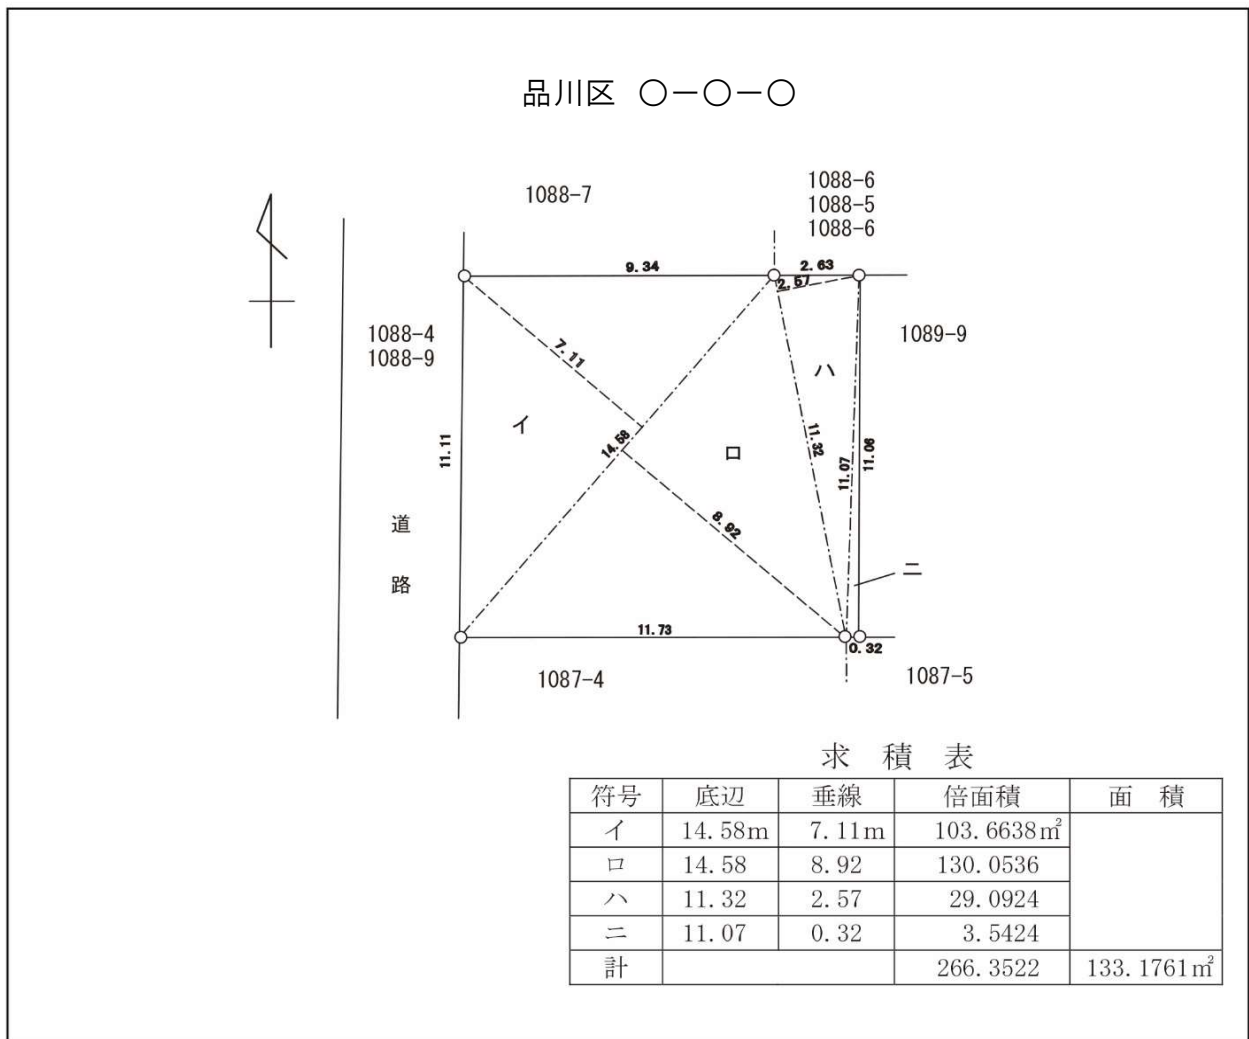 品川区 〇－〇－〇
1088-7
1088-6
1088-5
1088-6
9.34
2.63
2.57
1088-4
1088-9
1089-9
7.11
ハ
イ
11.11
14.58
ロ
11.32
11.07
11.06
道
路
8.92
ニ
11.73
0.32
1087-4
1087-5
求 積 表
符号 底辺 垂線 倍面積 面 積
イ 14.58m 7.11m 103.6638㎡
ロ 14.58 8.92 130.0536
ハ 11.32 2.57 29.0924
ニ 11.07 0.32 3.5424
計 266.3522 133.1761㎡